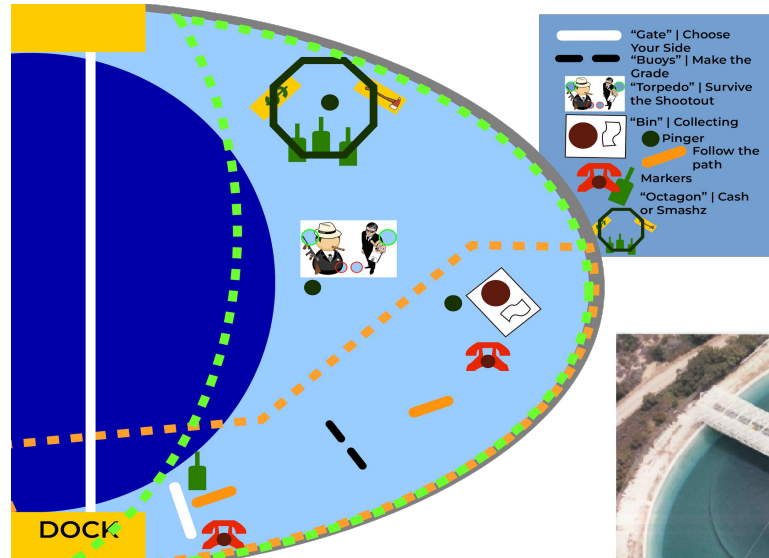 "Gate" | Choose
Your Side
"Buoys" | Make the
Grade
"Torpedo" | Survive
the Shootout
"Bin" | Collecting
Pinger
Follow the
path
Markers
"Octagon" | Cash
or Smashz
$
DOCK